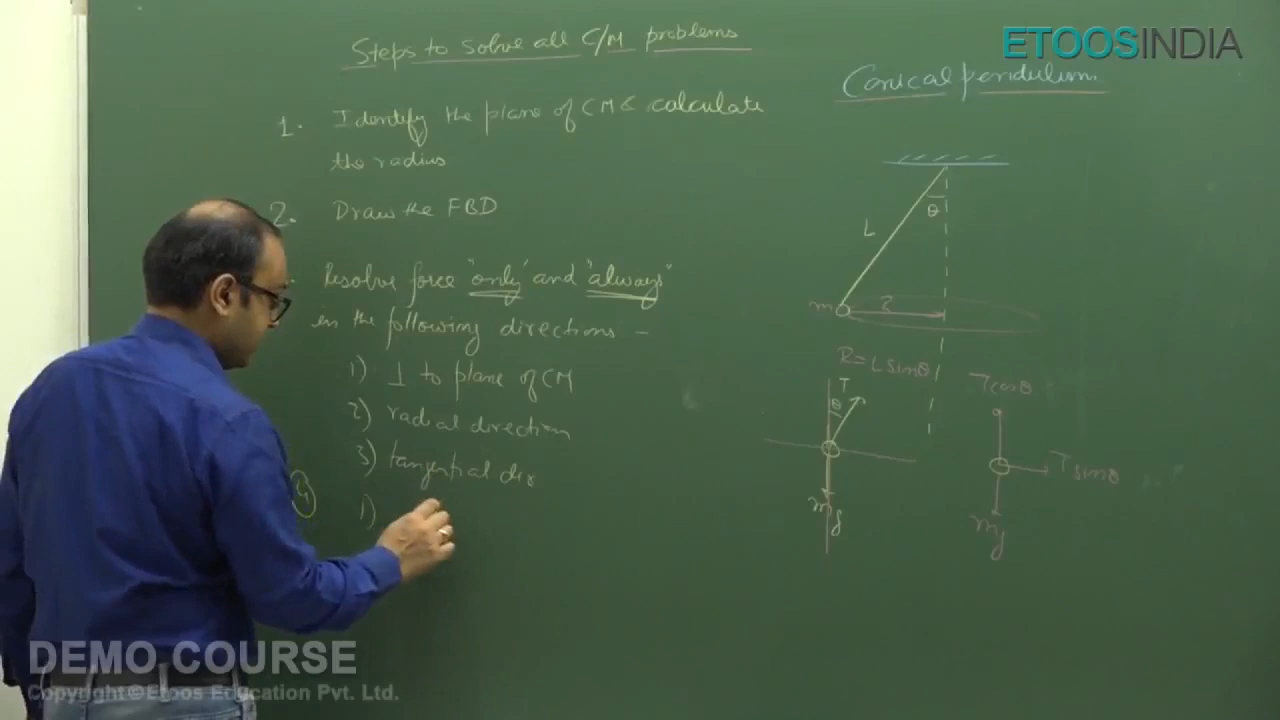 Steps to solve all C/M problems
1. Identify the plane of CM & calculate
the radius
2. Draw the FBD
Resolve force "only" and "always"
in the following directions -
1) ⊥ to plane of CM
2) radial direction
3) tangential dir
4
1)
ETOOSINDIA
Conical pendulum
θ
L
m
R = L sinθ
T
θ
mg
Tcosθ
Tsinθ
mg
DEMO COURSE
Copyright © Etoos Education Pvt. Ltd.